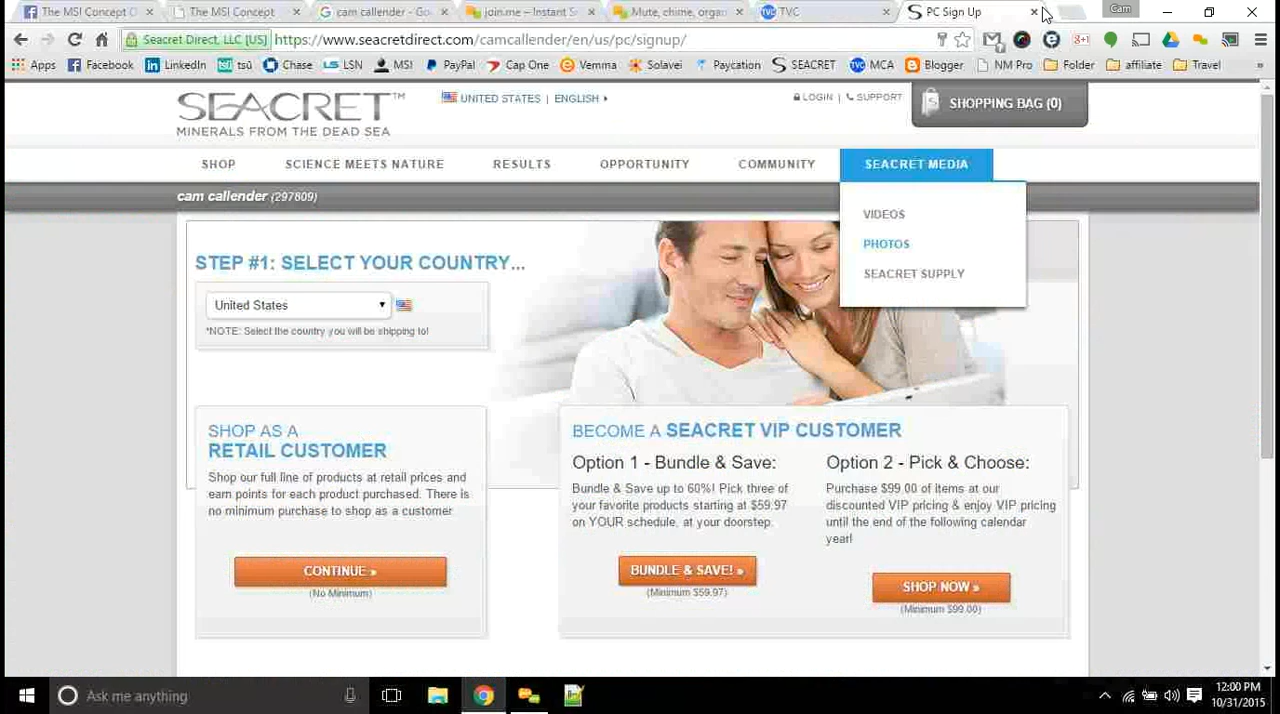 The MSI Concept O
The MSI Concept
cam callender - Go
join.me – Instant S
Mute, chime, organ
TVC
PC Sign Up
Cam
Seacret Direct, LLC [US]
https://www.seacretdirect.com/camcallender/en/us/pc/signup/
Apps
Facebook
LinkedIn
tsū
Chase
LSN
MSI
PayPal
Cap One
Vemma
Solavei
Paycation
SEACRET
MCA
Blogger
NM Pro
Folder
affiliate
Travel
»
SEACRET™
MINERALS FROM THE DEAD SEA
UNITED STATES | ENGLISH
LOGIN | SUPPORT
SHOPPING BAG (0)
SHOP
SCIENCE MEETS NATURE
RESULTS
OPPORTUNITY
COMMUNITY
SEACRET MEDIA
cam callender (297809)
VIDEOS
PHOTOS
SEACRET SUPPLY
STEP #1: SELECT YOUR COUNTRY...
United States
*NOTE: Select the country you will be shipping to!
SHOP AS A
RETAIL CUSTOMER
Shop our full line of products at retail prices and
earn points for each product purchased. There is
no minimum purchase to shop as a customer
CONTINUE »
(No Minimum)
BECOME A SEACRET VIP CUSTOMER
Option 1 - Bundle & Save:
Bundle & Save up to 60%! Pick three of
your favorite products starting at $59.97
on YOUR schedule, at your doorstep.
BUNDLE & SAVE! »
(Minimum $59.97)
Option 2 - Pick & Choose:
Purchase $99.00 of items at our
discounted VIP pricing & enjoy VIP pricing
until the end of the following calendar
year!
SHOP NOW »
(Minimum $99.00)
Ask me anything
12:00 PM
10/31/2015